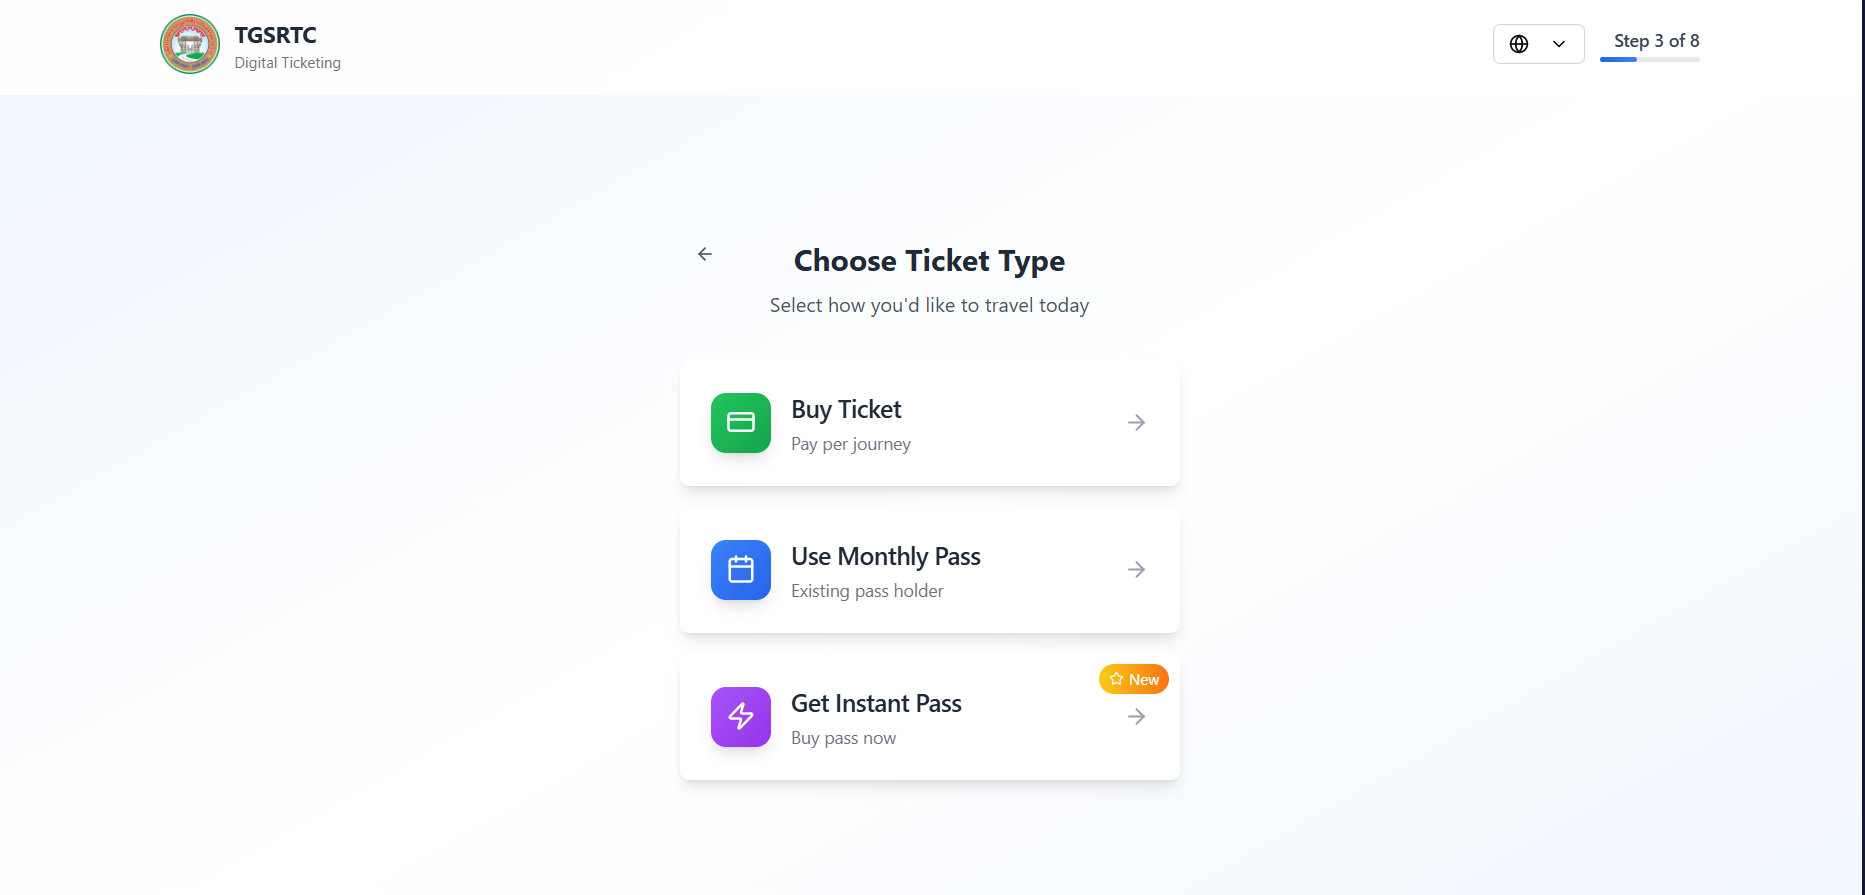 TGSRTC
Digital Ticketing
Step 3 of 8
Choose Ticket Type
Select how you'd like to travel today
Buy Ticket
Pay per journey
Use Monthly Pass
Existing pass holder
New
Get Instant Pass
Buy pass now